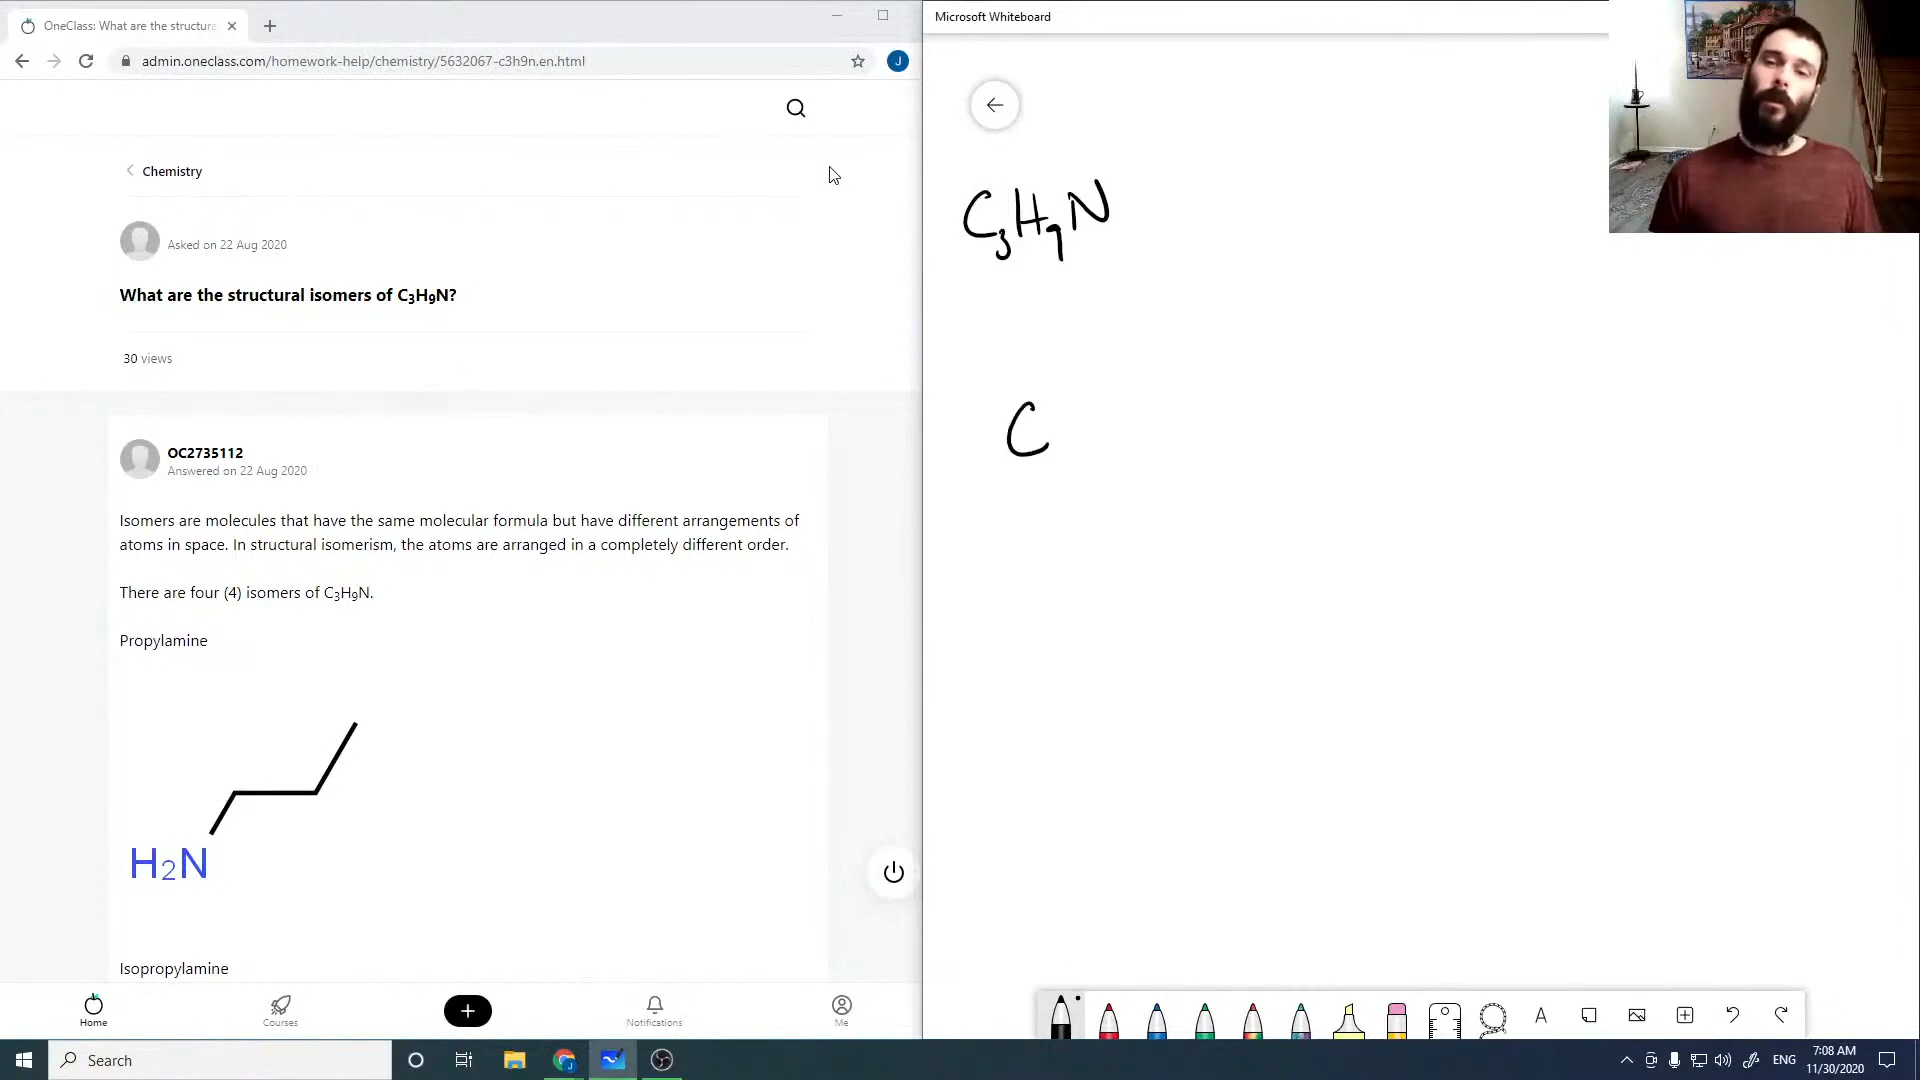 OneClass: What are the structura
admin.oneclass.com/homework-help/chemistry/5632067-c3h9n.en.html
J
Chemistry
Asked on 22 Aug 2020
What are the structural isomers of C₃H₉N?
30 views
OC2735112
Answered on 22 Aug 2020
Isomers are molecules that have the same molecular formula but have different arrangements of
atoms in space. In structural isomerism, the atoms are arranged in a completely different order.
There are four (4) isomers of C₃H₉N.
Propylamine
H₂N
Isopropylamine
Home
Courses
Notifications
Me
Microsoft Whiteboard
C₃H₉N
C
A
Search
J
ENG
7:08 AM
11/30/2020